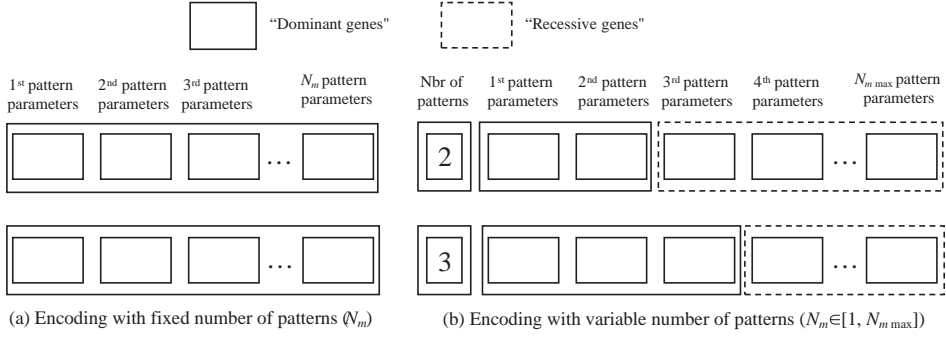 “Dominant genes" “Recessive genes"
1st pattern parameters 2nd pattern parameters 3rd pattern parameters Nm pattern parameters
Nbr of patterns 1st pattern parameters 2nd pattern parameters 3rd pattern parameters 4th pattern parameters Nm max pattern parameters
... 2 ...
... 3 ...
(a) Encoding with fixed number of patterns (Nm)
(b) Encoding with variable number of patterns (Nm∈[1, Nm max])